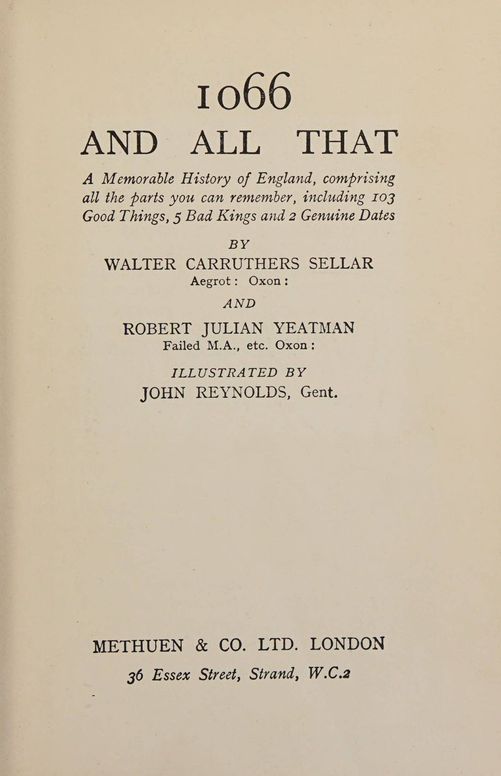 1066
AND ALL THAT
A Memorable History of England, comprising
all the parts you can remember, including 103
Good Things, 5 Bad Kings and 2 Genuine Dates
BY
WALTER CARRUTHERS SELLAR
Aegrot: Oxon:
AND
ROBERT JULIAN YEATMAN
Failed M.A., etc. Oxon:
ILLUSTRATED BY
JOHN REYNOLDS, Gent.
METHUEN & CO. LTD. LONDON
36 Essex Street, Strand, W.C.2